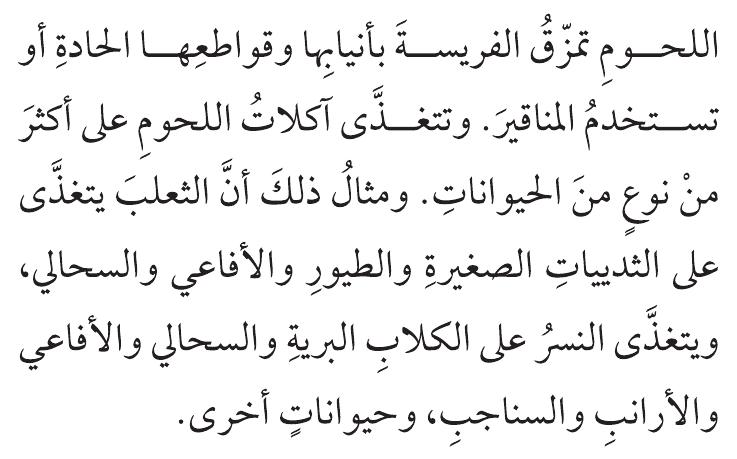 اللحومِ تمزّقُ الفريسةَ بأنيابِها وقواطعِها الحادةِ أو
تستخدمُ المناقيرَ. وتتغذَّى آكلاتُ اللحومِ على أكثرَ
منْ نوعٍ منَ الحيواناتِ. ومثالُ ذلكَ أنَّ الثعلبَ يتغذَّى
على الثديياتِ الصغيرةِ والطيورِ والأفاعي والسحالي،
ويتغذَّى النسرُ على الكلابِ البريةِ والسحالي والأفاعي
والأرانبِ والسناجبِ، وحيواناتٍ أخرى.